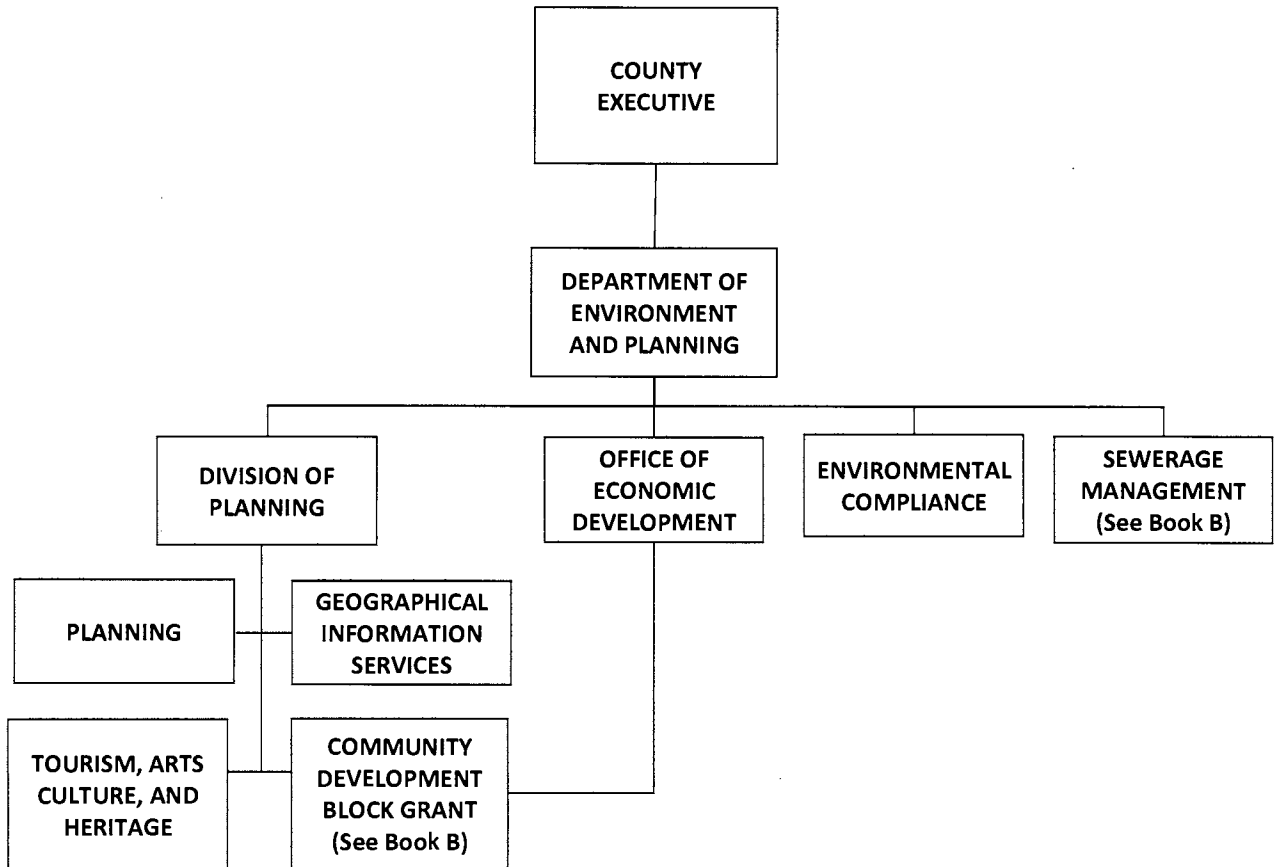 COUNTY
EXECUTIVE
DEPARTMENT OF
ENVIRONMENT
AND PLANNING
DIVISION OF
PLANNING
OFFICE OF
ECONOMIC
DEVELOPMENT
ENVIRONMENTAL
COMPLIANCE
SEWERAGE
MANAGEMENT
(See Book B)
PLANNING
GEOGRAPHICAL
INFORMATION
SERVICES
TOURISM, ARTS
CULTURE, AND
HERITAGE
COMMUNITY
DEVELOPMENT
BLOCK GRANT
(See Book B)